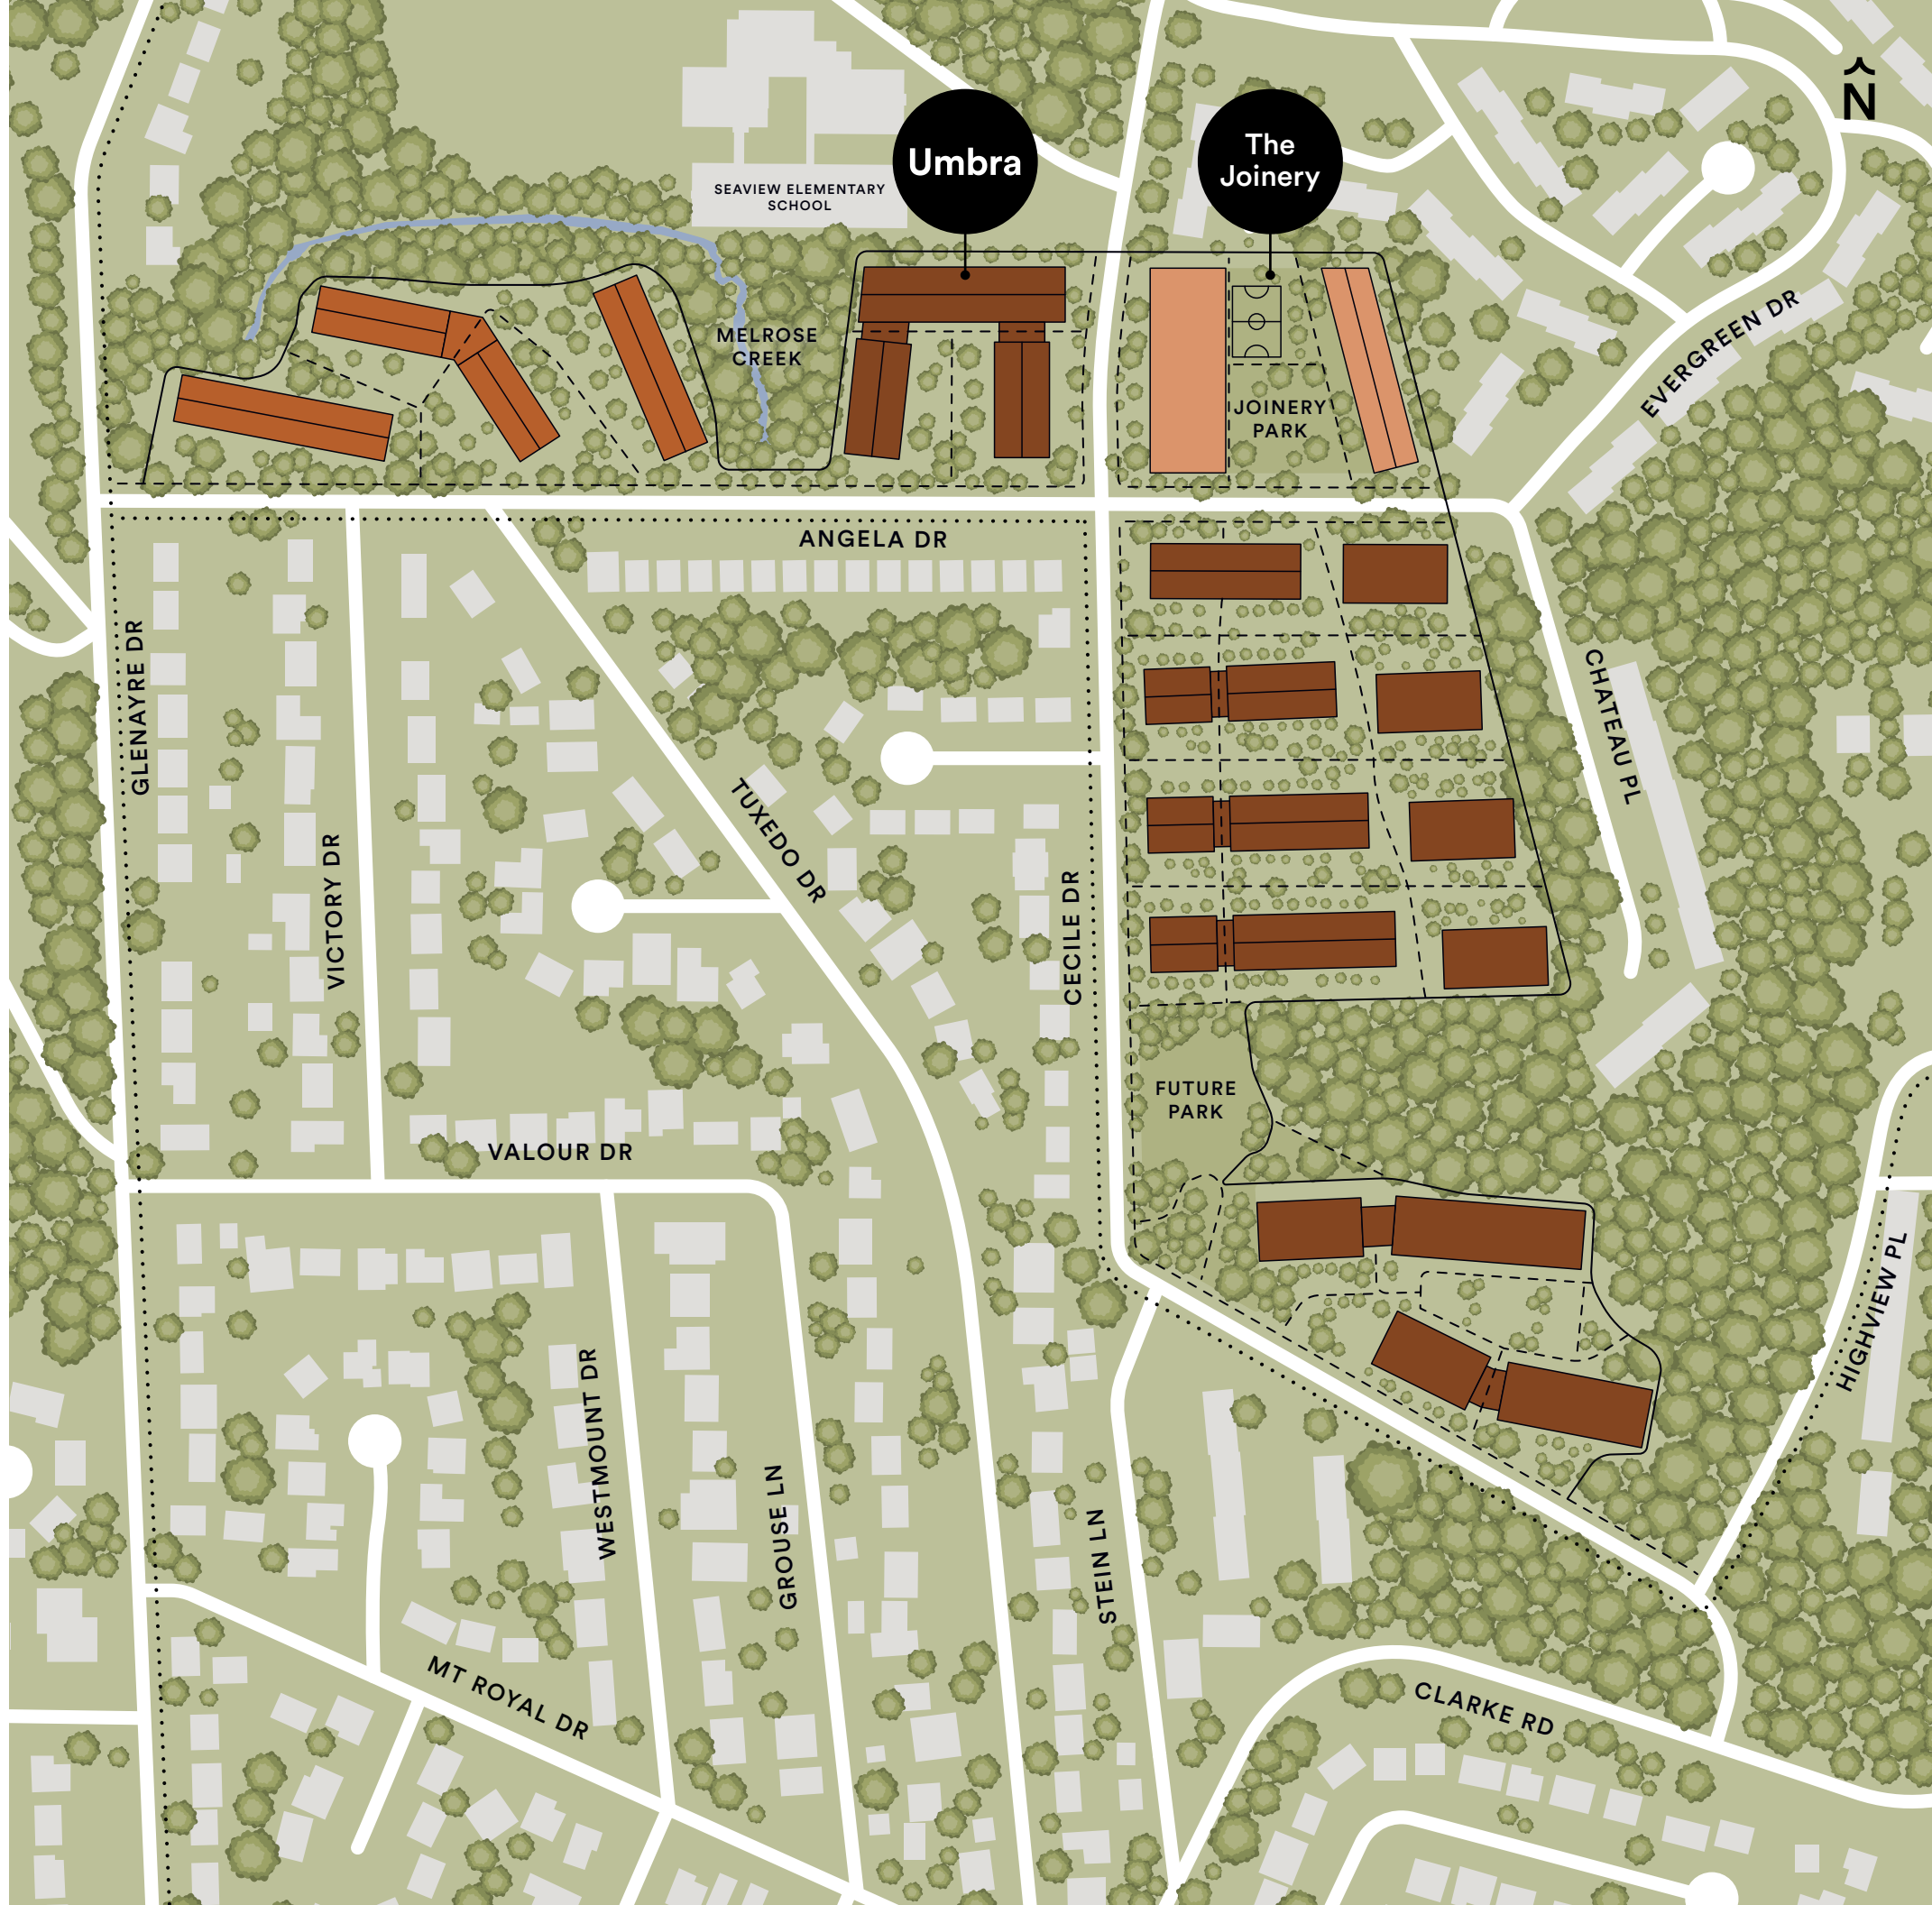 N
Umbra
The
Joinery
SEAVIEW ELEMENTARY
SCHOOL
MELROSE
CREEK
JOINERY
PARK
EVERGREEN DR
ANGELA DR
GLENAYRE DR
CHATEAU PL
TUXEDO DR
VICTORY DR
CECILE DR
FUTURE
PARK
VALOUR DR
HIGHVIEW PL
WESTMOUNT DR
GROUSE LN
STEIN LN
MT ROYAL DR
CLARKE RD